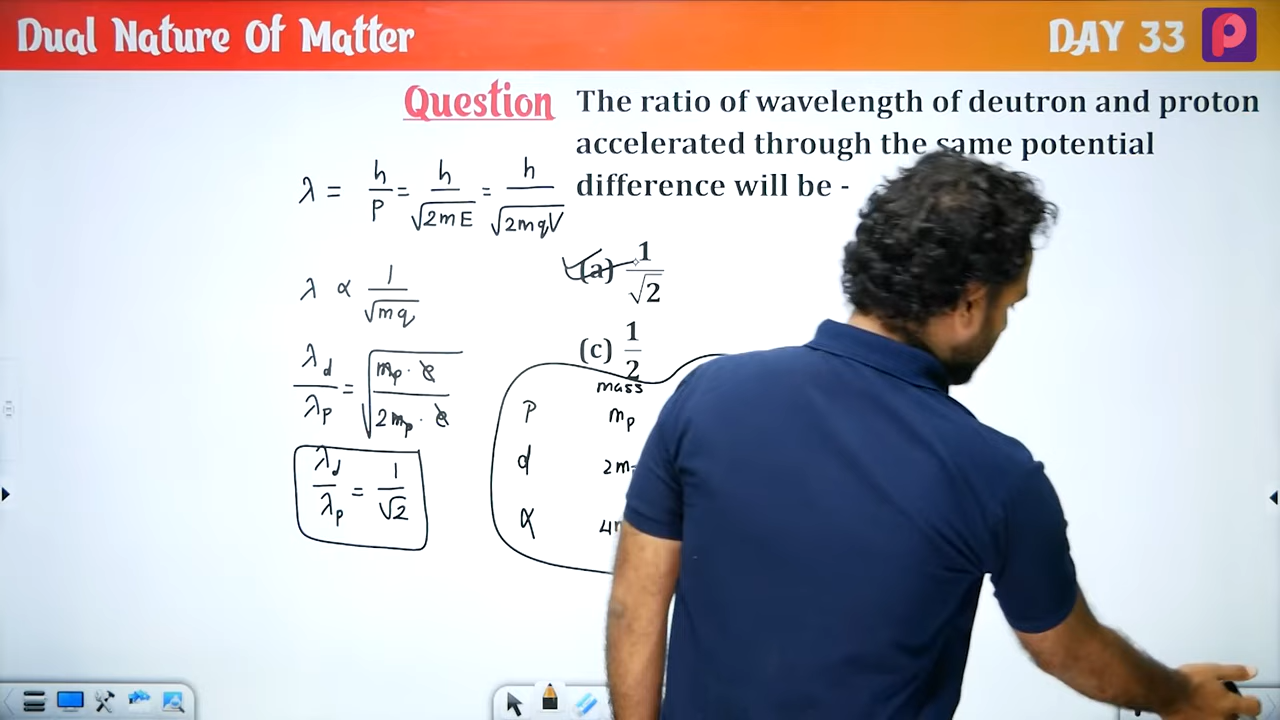 Dual Nature Of Matter
DAY 33
P
Question The ratio of wavelength of deutron and proton
accelerated through the same potential
difference will be -
λ = h/P = h/√2mE = h/√2mqV
(a) 1/√2
λ ∝ 1/√mq
(c) 1/2
λd/λp = √mp·e/2mp·e
mass
P mp
d 2m
λd/λp = 1/√2
α 4